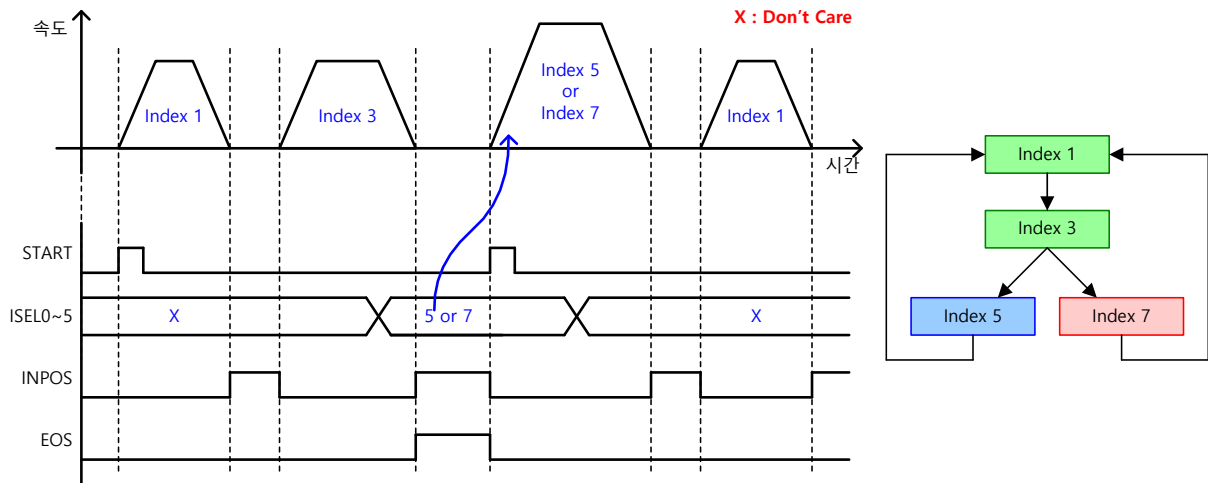 속도
X : Don't Care
Index 1
Index 3
Index 5
or
Index 7
Index 1
시간
START
ISEL0~5
X
5 or 7
X
INPOS
EOS
Index 1
Index 3
Index 5
Index 7